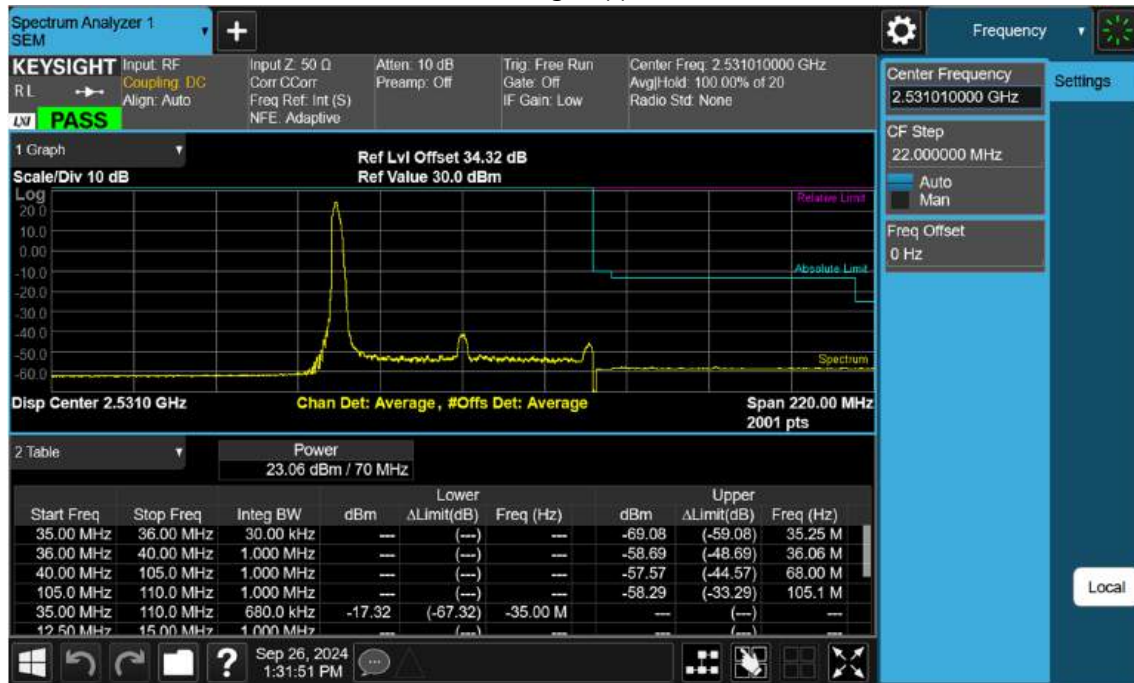 Spectrum Analyzer 1
SEM
Frequency
KEYSIGHT
RL
LXI PASS
Input: RF
Coupling: DC
Align: Auto
Input Z: 50 Ω
Corr CCorr
Freq Ref: Int (S)
NFE: Adaptive
Atten: 10 dB
Preamp: Off
Trig: Free Run
Gate: Off
IF Gain: Low
Center Freq: 2.531010000 GHz
Avg|Hold: 100.00% of 20
Radio Std: None
Center Frequency
2.531010000 GHz
Settings
CF Step
22.000000 MHz
Auto
Man
Freq Offset
0 Hz
Local
1 Graph
Scale/Div 10 dB
Ref Lvl Offset 34.32 dB
Ref Value 30.0 dBm
Log
20.0
10.0
0.00
-10.0
-20.0
-30.0
-40.0
-50.0
-60.0
Relative Limit
Absolute Limit
Spectrum
Disp Center 2.5310 GHz Chan Det: Average, #Offs Det: Average Span 220.00 MHz
2001 pts
2 Table
Power
23.06 dBm / 70 MHz
Lower Upper
Start Freq Stop Freq Integ BW dBm ΔLimit(dB) Freq (Hz) dBm ΔLimit(dB) Freq (Hz)
35.00 MHz 36.00 MHz 30.00 kHz --- (---) --- -69.08 (-59.08) 35.25 M
36.00 MHz 40.00 MHz 1.000 MHz --- (---) --- -58.69 (-48.69) 36.06 M
40.00 MHz 105.0 MHz 1.000 MHz --- (---) --- -57.57 (-44.57) 68.00 M
105.0 MHz 110.0 MHz 1.000 MHz --- (---) --- -58.29 (-33.29) 105.1 M
35.00 MHz 110.0 MHz 680.0 kHz -17.32 (-67.32) -35.00 M --- (---) ---
12.50 MHz 15.00 MHz 1.000 MHz --- (---) --- --- (---) ---
Sep 26, 2024
1:31:51 PM